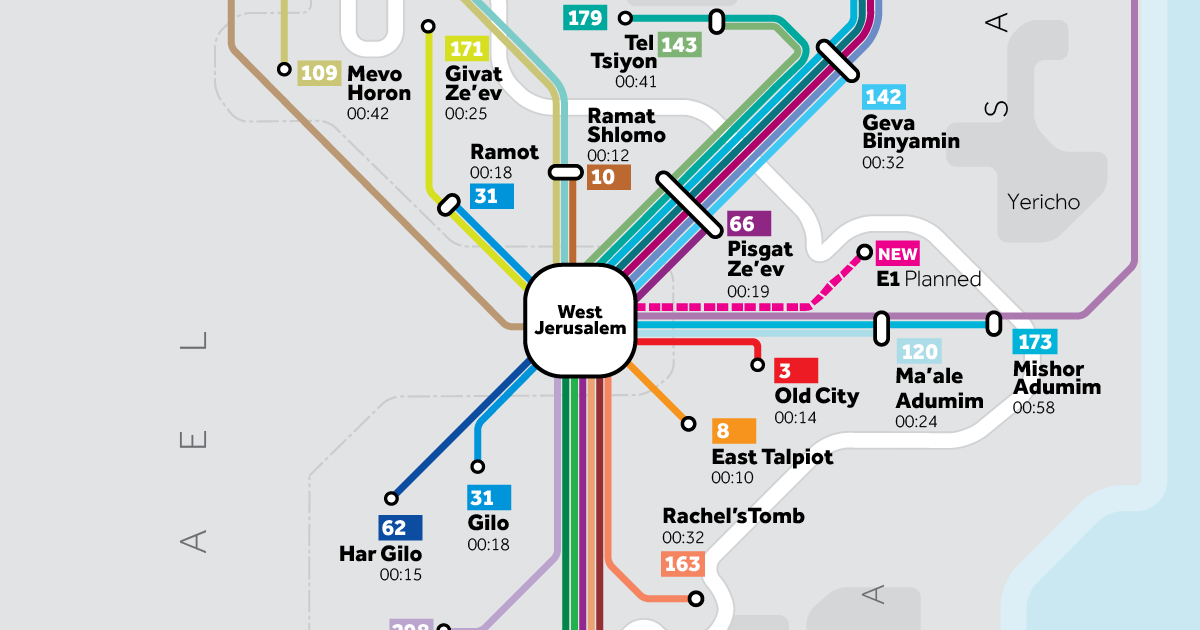 179
Tel
Tsiyon
143
00:41
109
Mevo
Horon
00:42
171
Givat
Ze'ev
00:25
Ramat
Shlomo
00:12
10
Ramot
00:18
31
142
Geva
Binyamin
00:32
S
A
Yericho
66
Pisgat
Ze'ev
00:19
NEW
E1 Planned
West
Jerusalem
173
Mishor
Adumim
00:58
120
Ma'ale
Adumim
00:24
3
Old City
00:14
8
East Talpiot
00:10
A
E
L
31
Gilo
00:18
62
Har Gilo
00:15
Rachel'sTomb
00:32
163
A